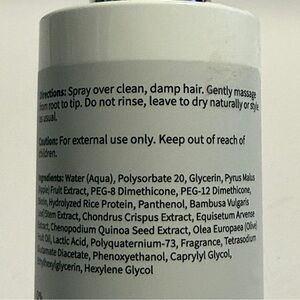 Directions: Spray over clean, damp hair. Gently massage
from root to tip. Do not rinse, leave to dry naturally or style
as usual.
Caution: For external use only. Keep out of reach of
children.
Ingredients: Water (Aqua), Polysorbate 20, Glycerin, Pyrus Malus
(Apple) Fruit Extract, PEG-8 Dimethicone, PEG-12 Dimethicone,
Biotin, Hydrolyzed Rice Protein, Panthenol, Bambusa Vulgaris
Leaf/Stem Extract, Chondrus Crispus Extract, Equisetum Arvense
Extract, Chenopodium Quinoa Seed Extract, Olea Europaea (Olive)
Fruit Oil, Lactic Acid, Polyquaternium-73, Fragrance, Tetrasodium
Glutamate Diacetate, Phenoxyethanol, Caprylyl Glycol,
Ethylhexylglycerin, Hexylene Glycol